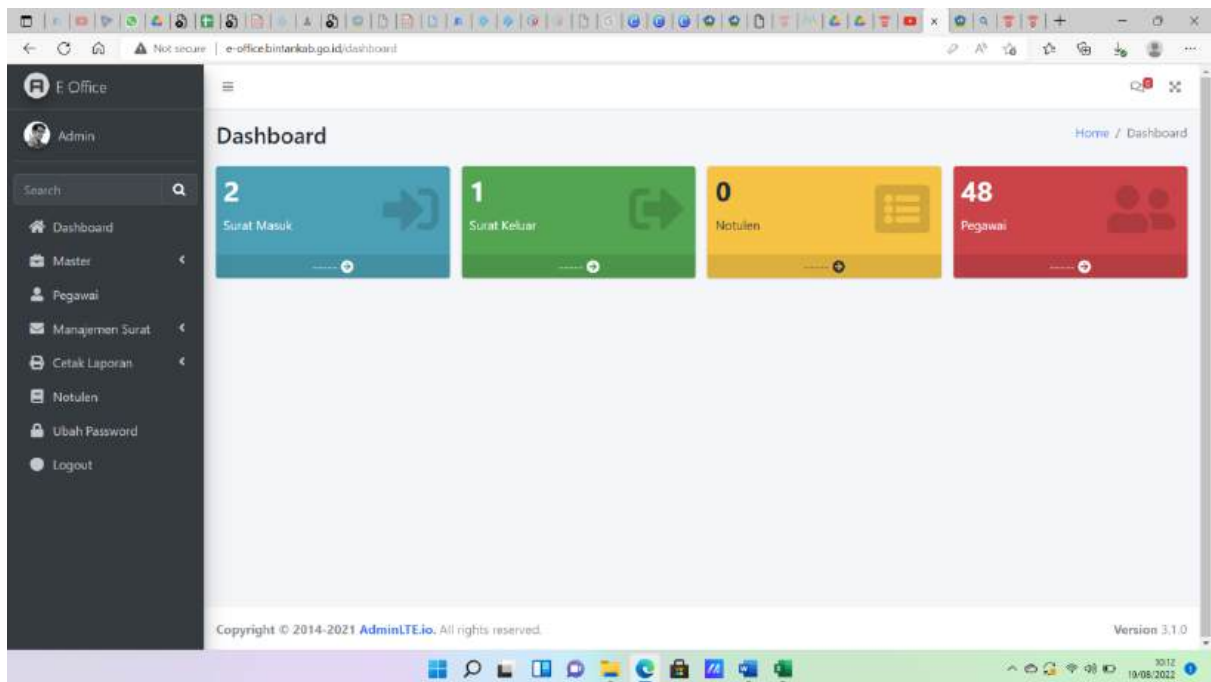 Not secure | e-office.bintankab.go.id/dashboard
E Office
Admin
Dashboard
Home / Dashboard
Search
2
Surat Masuk
1
Surat Keluar
0
Notulen
48
Pegawai
------
------
------
------
Dashboard
Master
Pegawai
Manajemen Surat
Cetak Laporan
Notulen
Ubah Password
Logout
Copyright © 2014-2021 AdminLTE.io. All rights reserved.
Version 3.1.0
10:12
19/08/2022